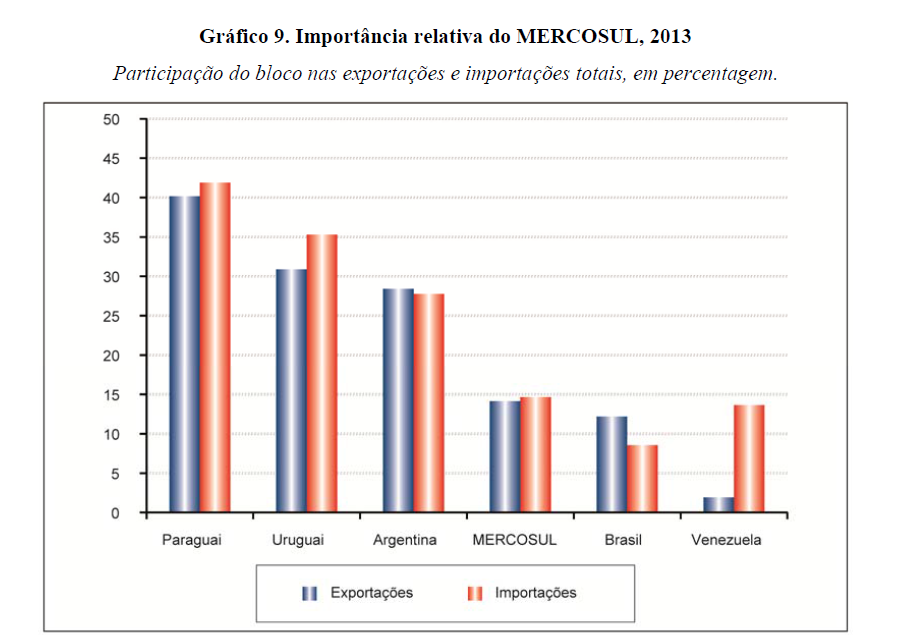 Gráfico 9. Importância relativa do MERCOSUL, 2013
Participação do bloco nas exportações e importações totais, em percentagem.
50
45
40
35
30
25
20
15
10
5
0
Paraguai Uruguai Argentina MERCOSUL Brasil Venezuela
Exportações Importações